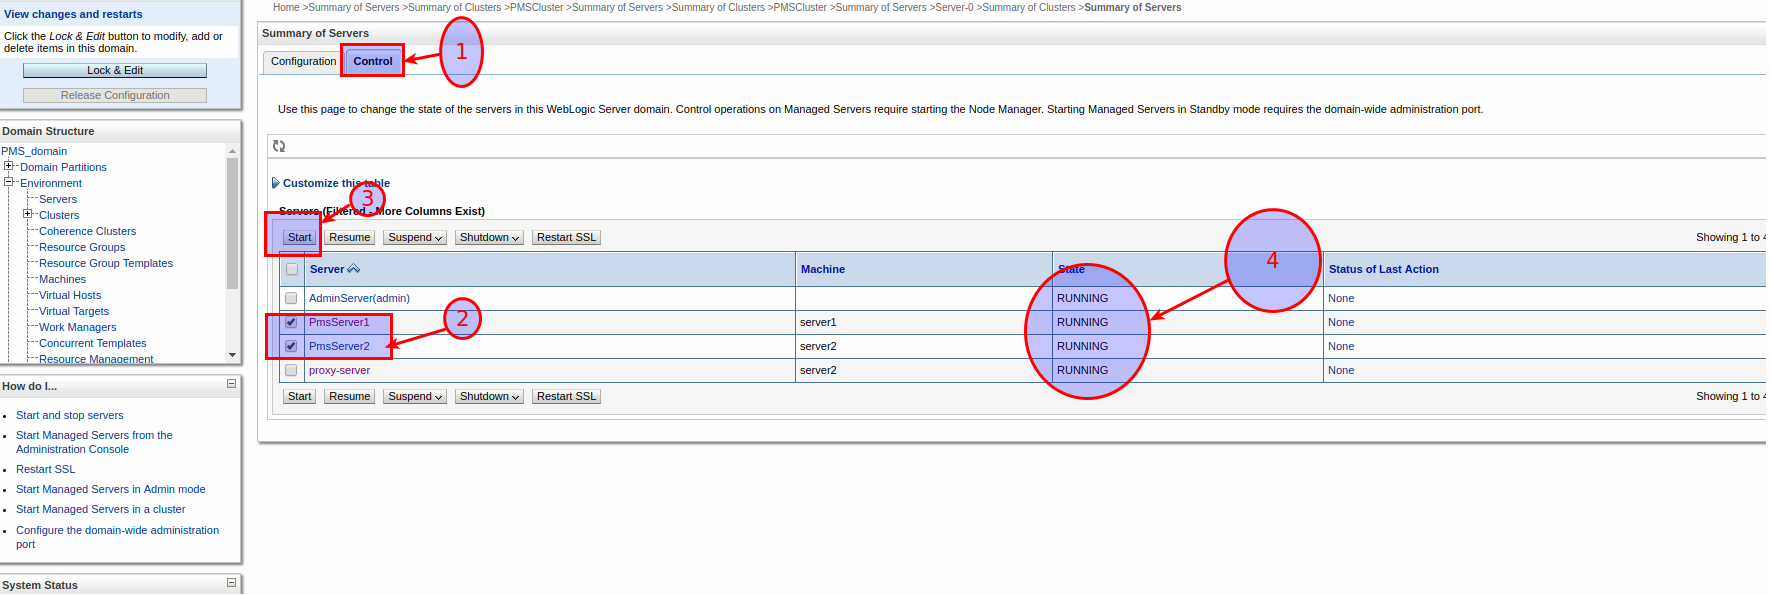 Home >Summary of Servers >Summary of Clusters >PMSCluster >Summary of Servers >Summary of Clusters >PMSCluster >Summary of Servers >Server-0 >Summary of Clusters >Summary of Servers
View changes and restarts
Click the Lock & Edit button to modify, add or
delete items in this domain.
Lock & Edit
Release Configuration
Domain Structure
PMS_domain
Domain Partitions
Environment
Servers
Clusters
Coherence Clusters
Resource Groups
Resource Group Templates
Machines
Virtual Hosts
Virtual Targets
Work Managers
Concurrent Templates
Resource Management
How do I...
Start and stop servers
Start Managed Servers from the
Administration Console
Restart SSL
Start Managed Servers in Admin mode
Start Managed Servers in a cluster
Configure the domain-wide administration
port
System Status
Summary of Servers
Configuration Control 1
Use this page to change the state of the servers in this WebLogic Server domain. Control operations on Managed Servers require starting the Node Manager. Starting Managed Servers in Standby mode requires the domain-wide administration port.
Customize this table
3
Servers (Filtered - More Columns Exist)
Start Resume Suspend Shutdown Restart SSL Showing 1 to 4
4
Server Machine State Status of Last Action
AdminServer(admin) RUNNING None
PmsServer1 server1 RUNNING None
2
PmsServer2 server2 RUNNING None
proxy-server server2 RUNNING None
Start Resume Suspend Shutdown Restart SSL Showing 1 to 4